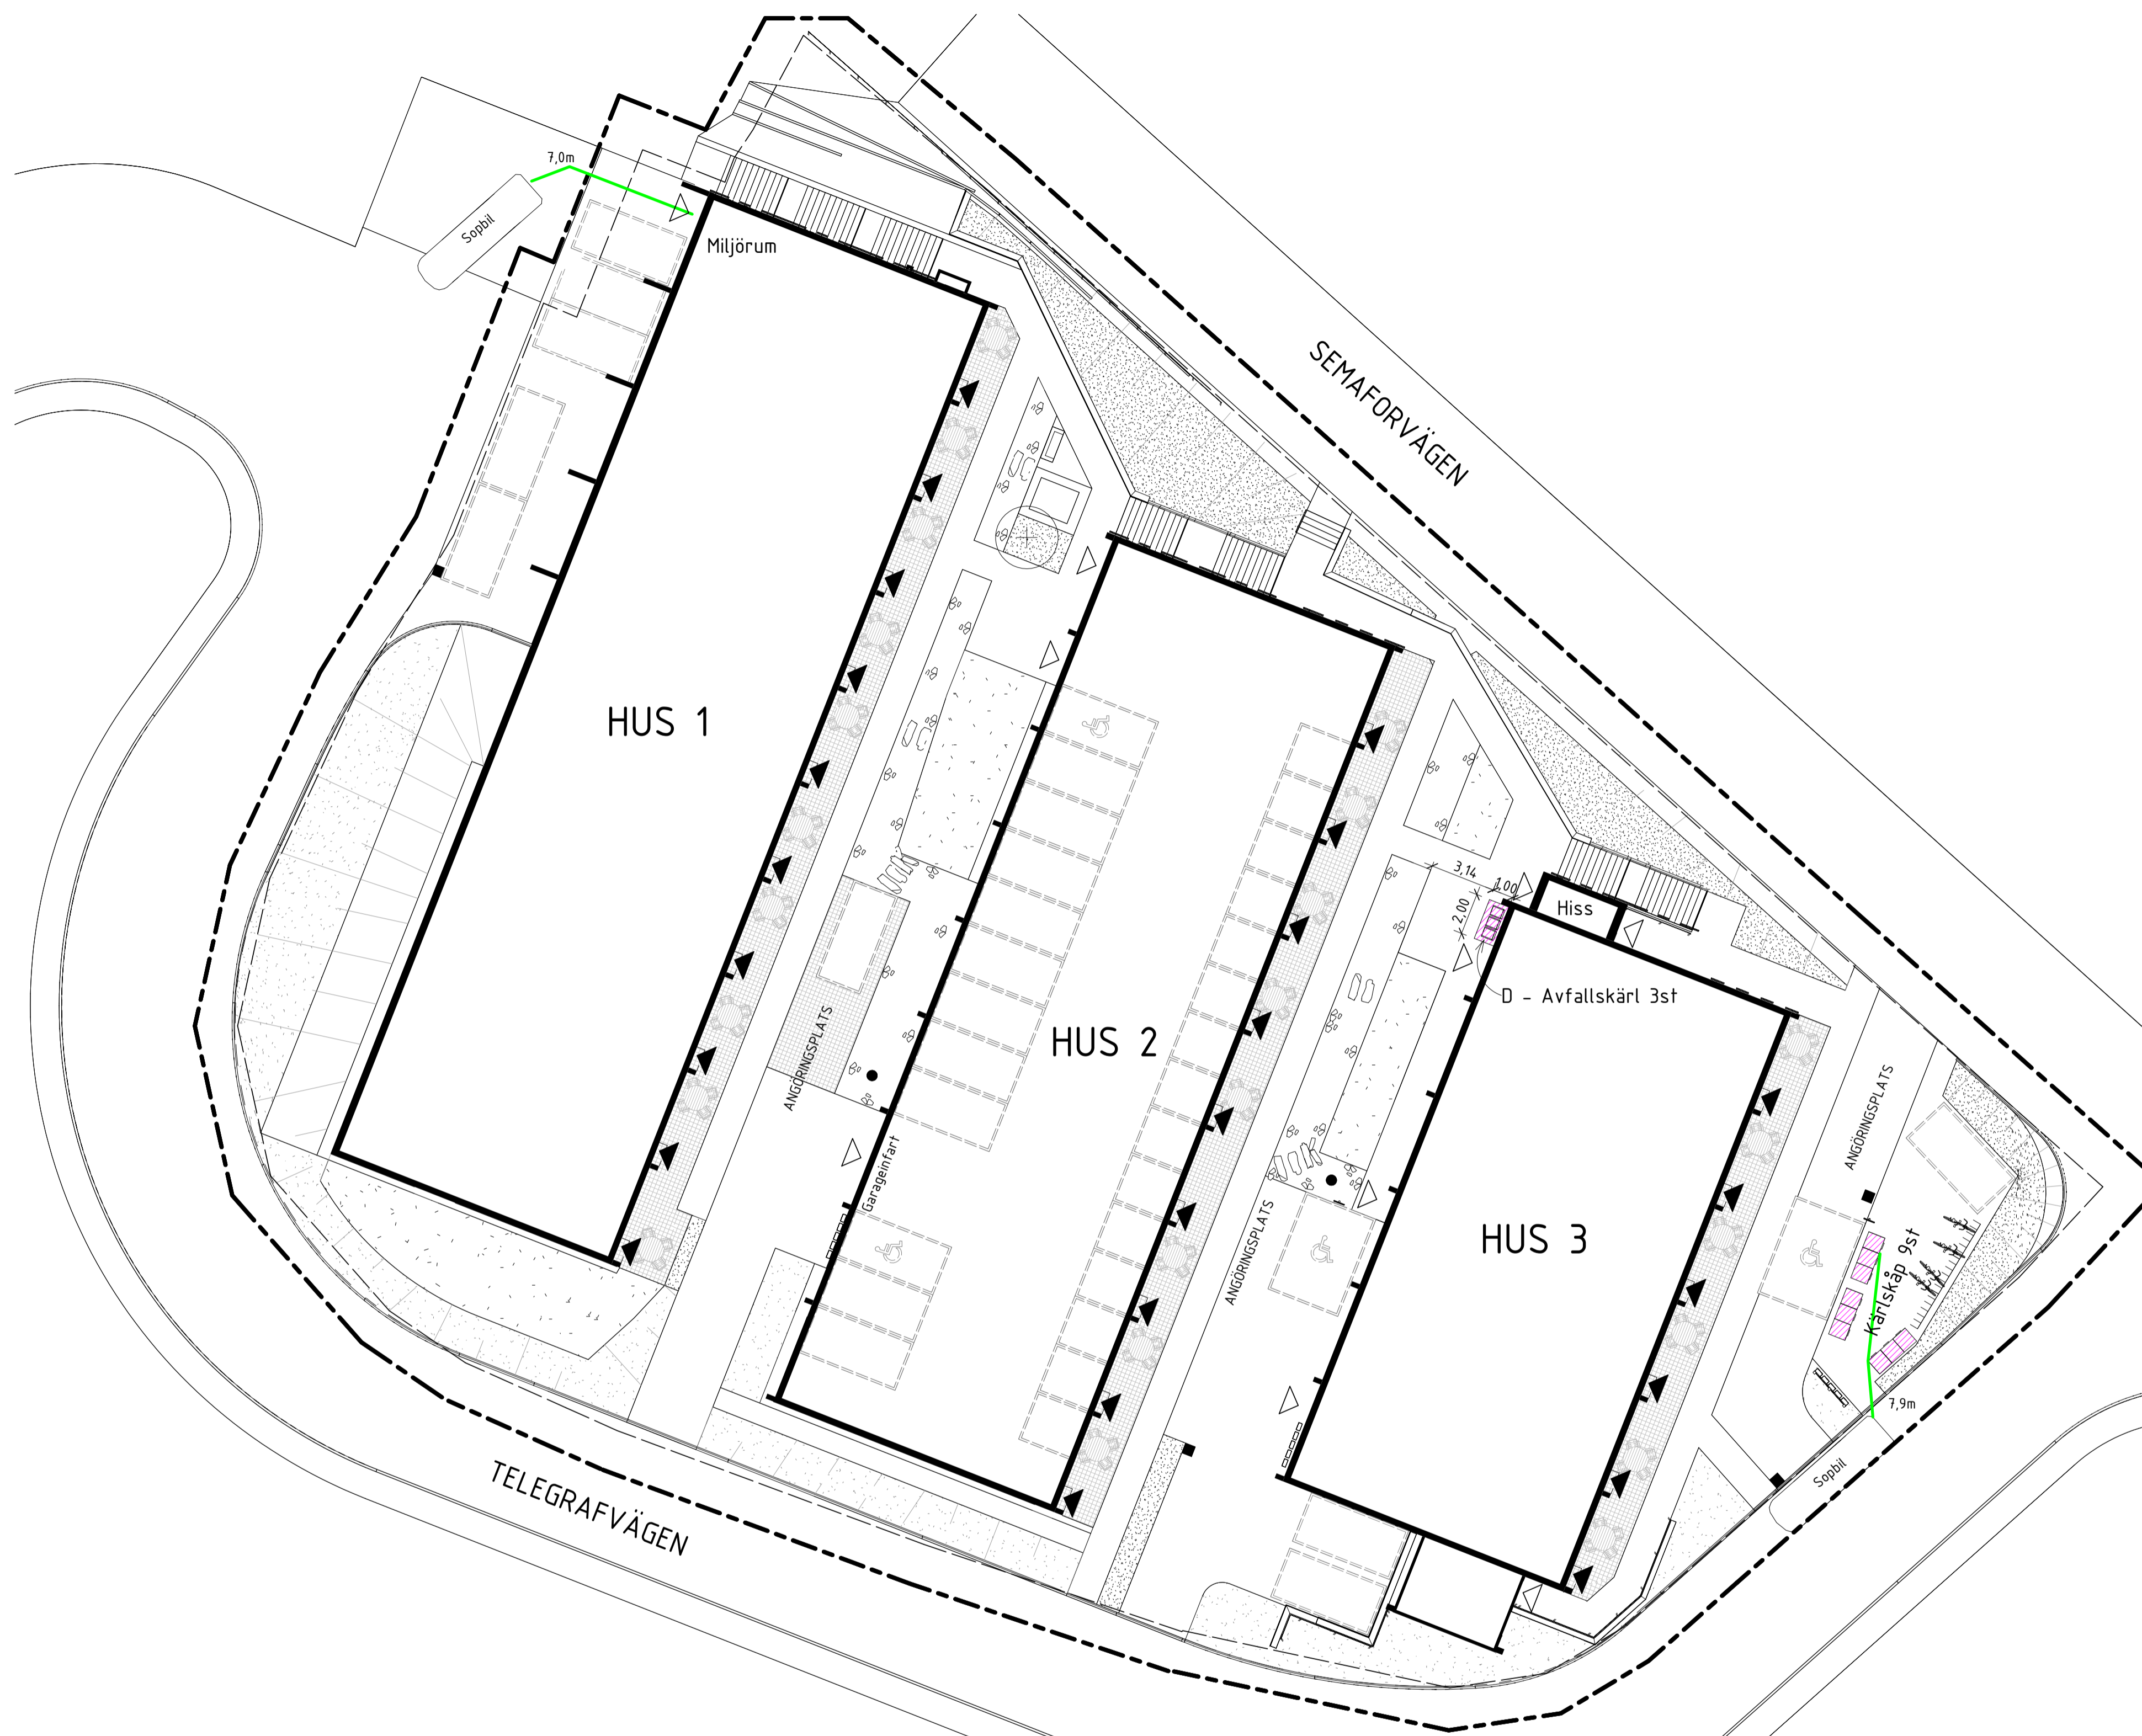 7,0m
Sopbil
Miljörum
SEMAFORVÄGEN
HUS 1
3,14
1,00
2,00
Hiss
D - Avfallskärl 3st
HUS 2
ANGÖRINGSPLATS
ANGÖRINGSPLATS
Garageinfart
ANGÖRINGSPLATS
HUS 3
Kärlskåp 9st
7,9m
Sopbil
TELEGRAFVÄGEN